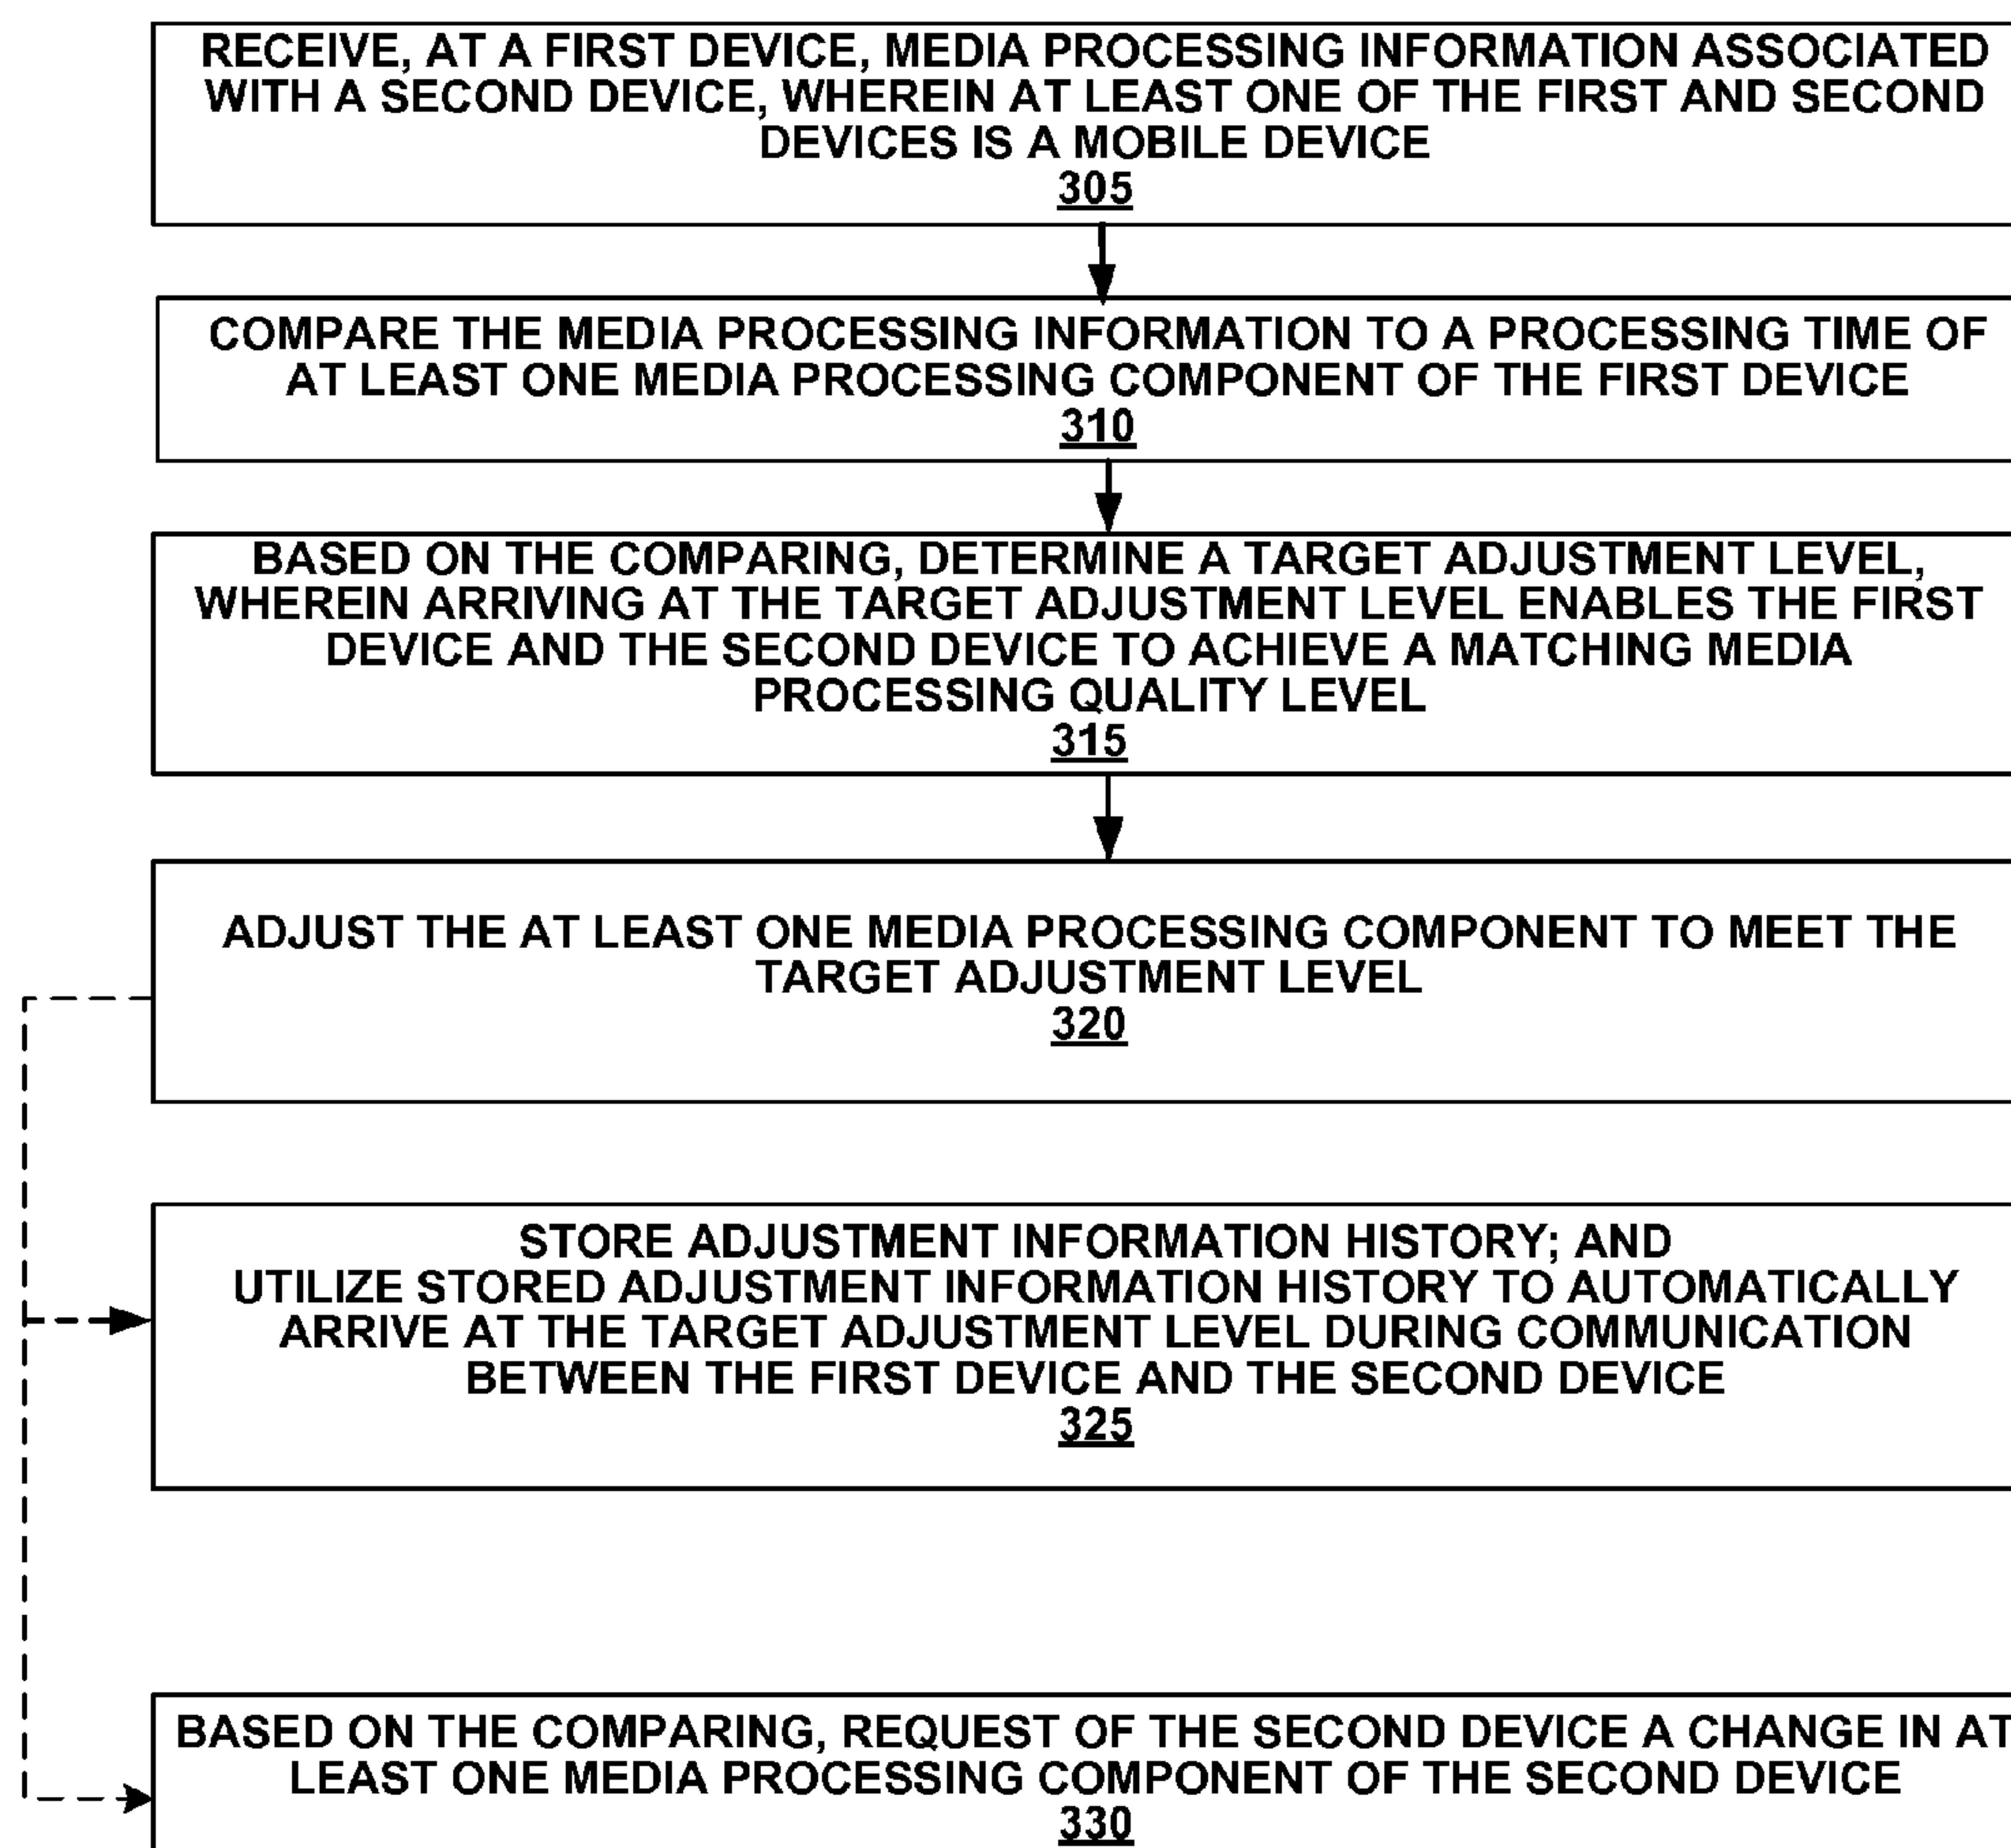 RECEIVE, AT A FIRST DEVICE, MEDIA PROCESSING INFORMATION ASSOCIATED
WITH A SECOND DEVICE, WHEREIN AT LEAST ONE OF THE FIRST AND SECOND
DEVICES IS A MOBILE DEVICE
305
COMPARE THE MEDIA PROCESSING INFORMATION TO A PROCESSING TIME OF
AT LEAST ONE MEDIA PROCESSING COMPONENT OF THE FIRST DEVICE
310
BASED ON THE COMPARING, DETERMINE A TARGET ADJUSTMENT LEVEL,
WHEREIN ARRIVING AT THE TARGET ADJUSTMENT LEVEL ENABLES THE FIRST
DEVICE AND THE SECOND DEVICE TO ACHIEVE A MATCHING MEDIA
PROCESSING QUALITY LEVEL
315
ADJUST THE AT LEAST ONE MEDIA PROCESSING COMPONENT TO MEET THE
TARGET ADJUSTMENT LEVEL
320
STORE ADJUSTMENT INFORMATION HISTORY; AND
UTILIZE STORED ADJUSTMENT INFORMATION HISTORY TO AUTOMATICALLY
ARRIVE AT THE TARGET ADJUSTMENT LEVEL DURING COMMUNICATION
BETWEEN THE FIRST DEVICE AND THE SECOND DEVICE
325
BASED ON THE COMPARING, REQUEST OF THE SECOND DEVICE A CHANGE IN AT
LEAST ONE MEDIA PROCESSING COMPONENT OF THE SECOND DEVICE
330